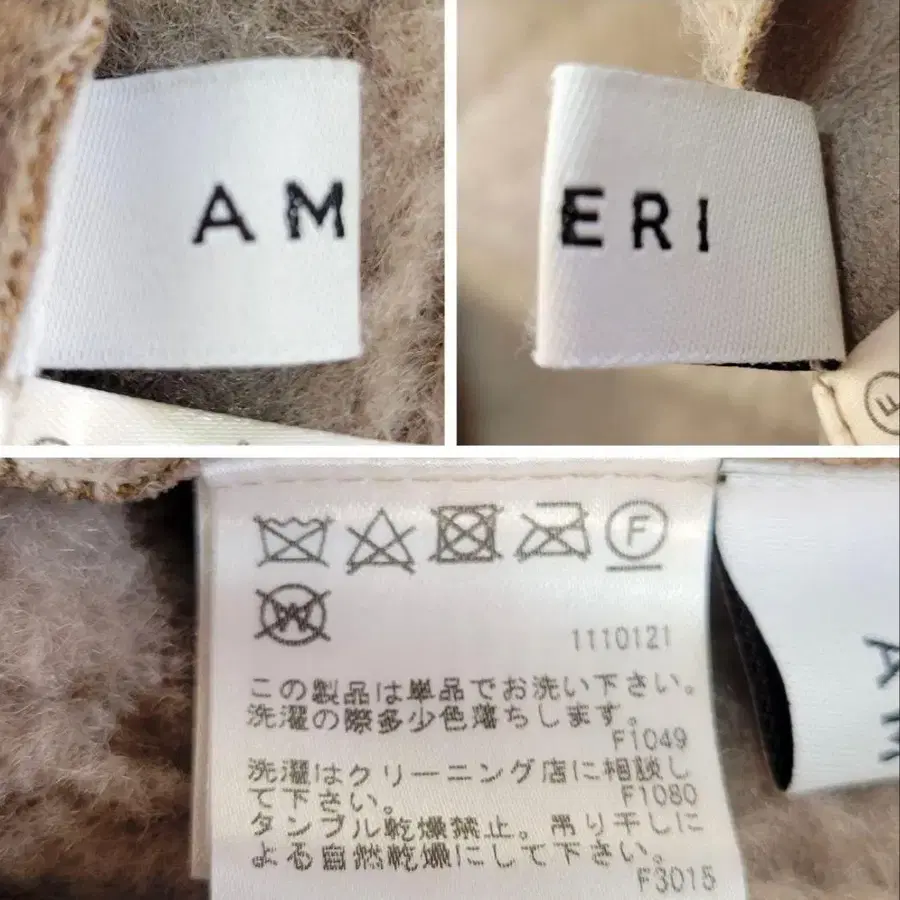 AM
ERI
F
W
1110121
この製品は単品でお洗い下さい。
洗濯の際多少色落ちします。
F1049
洗濯はクリーニング店に相談し
て下さい。
F1080
タンブル乾燥禁止。吊り干しに
よる自然乾燥にして下さい。
F3015
AM